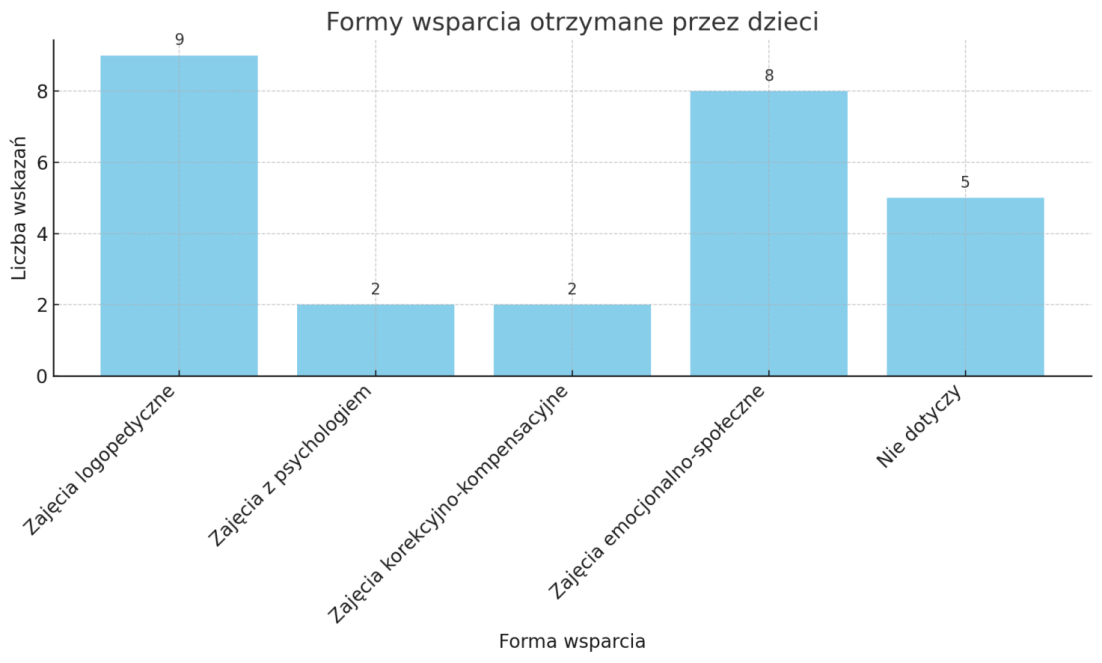 Formy wsparcia otrzymane przez dzieci
9
8
8
6
5
Liczba wskazań
4
2
2
2
0
Zajęcia logopedyczne
Zajęcia z psychologiem
Zajęcia korekcyjno-kompensacyjne
Zajęcia emocjonalno-społeczne
Nie dotyczy
Forma wsparcia